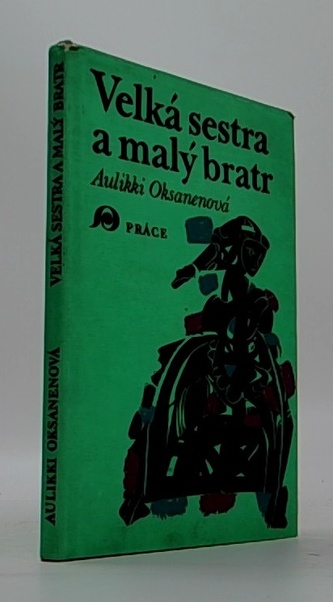 Velká sestra
a malý bratr
Aulikki Oksanenová
PRÁCE
AULIKKI OKSANENOVÁ VELKÁ SESTRA A MALÝ BRATR